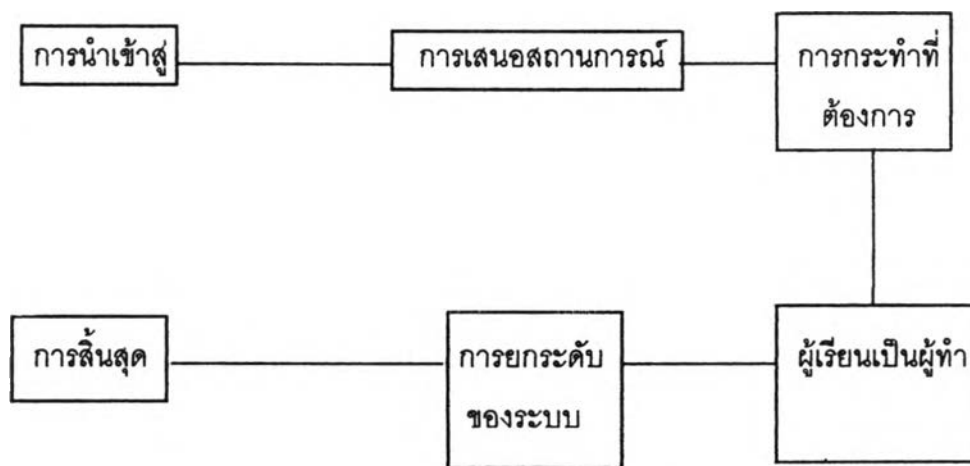 การนำเข้าสู่
การเสนอสถานการณ์
การกระทำที่
ต้องการ
การสิ้นสุด
การยกระดับ
ของระบบ
ผู้เรียนเป็นผู้ทำ